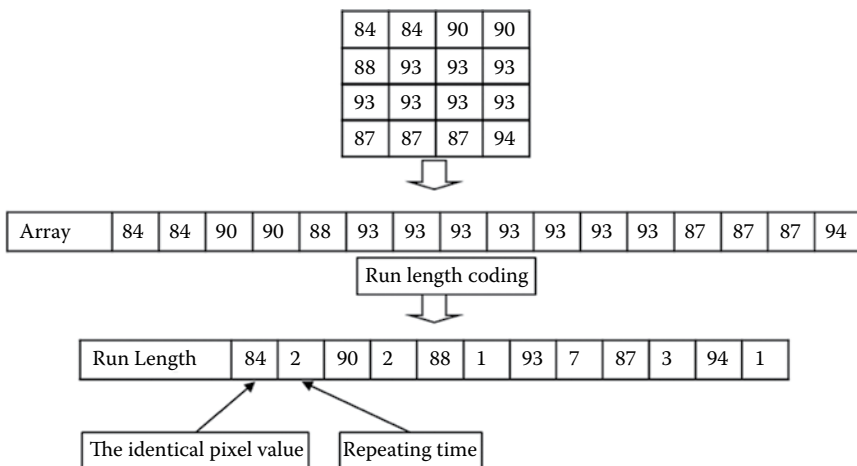 84 84 90 90
88 93 93 93
93 93 93 93
87 87 87 94
Array 84 84 90 90 88 93 93 93 93 93 93 93 87 87 87 94
Run length coding
Run Length 84 2 90 2 88 1 93 7 87 3 94 1
The identical pixel value Repeating time